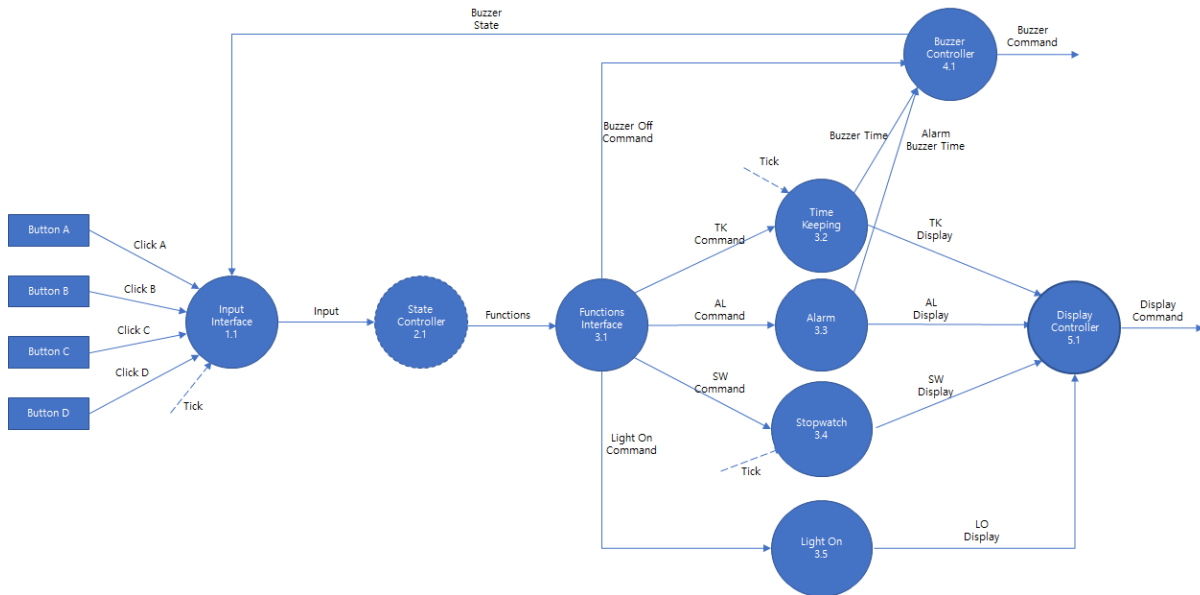 Buzzer
State
Buzzer
Controller
4.1
Buzzer
Command
Buzzer Off
Command
Buzzer Time
Alarm
Buzzer Time
Tick
Time
Keeping
3.2
TK
Command
TK
Display
Button A
Click A
Button B
Click B
Button C
Click C
Button D
Click D
Tick
Input
Interface
1.1
Input
State
Controller
2.1
Functions
Functions
Interface
3.1
AL
Command
Alarm
3.3
AL
Display
Display
Controller
5.1
Display
Command
SW
Command
Stopwatch
3.4
SW
Display
Tick
Light On
Command
Light On
3.5
LO
Display